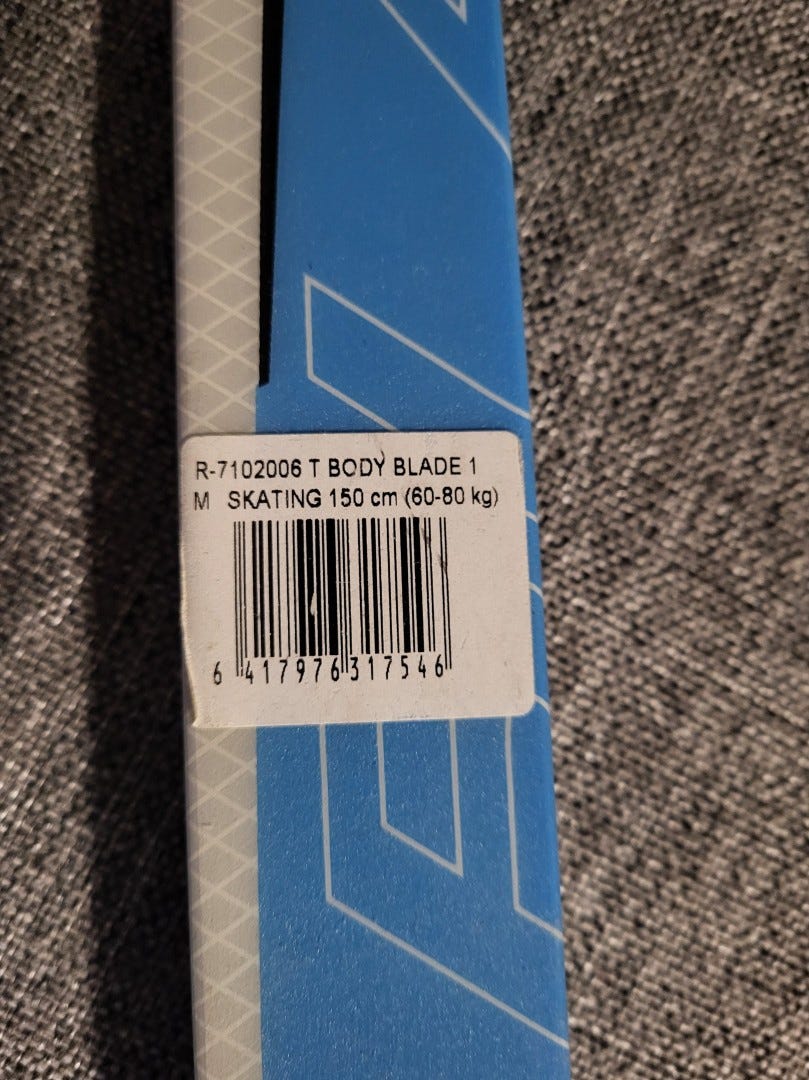 R-7102006 T BODY BLADE 1
M SKATING 150 cm (60-80 kg)
6 417976 317546